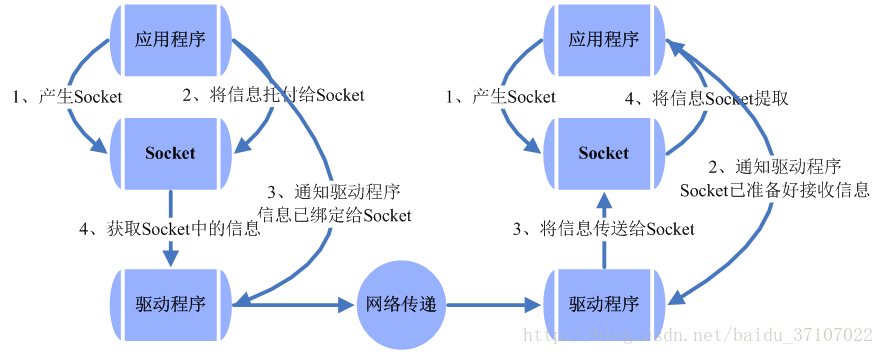 应用程序
1、产生Socket
2、将信息托付给Socket
Socket
3、通知驱动程序
信息已绑定给Socket
4、获取Socket中的信息
驱动程序
网络传递
应用程序
1、产生Socket
4、将信息Socket提取
Socket
2、通知驱动程序
Socket已准备好接收信息
3、将信息传送给Socket
驱动程序
http://blog.csdn.net/baidu_37107022